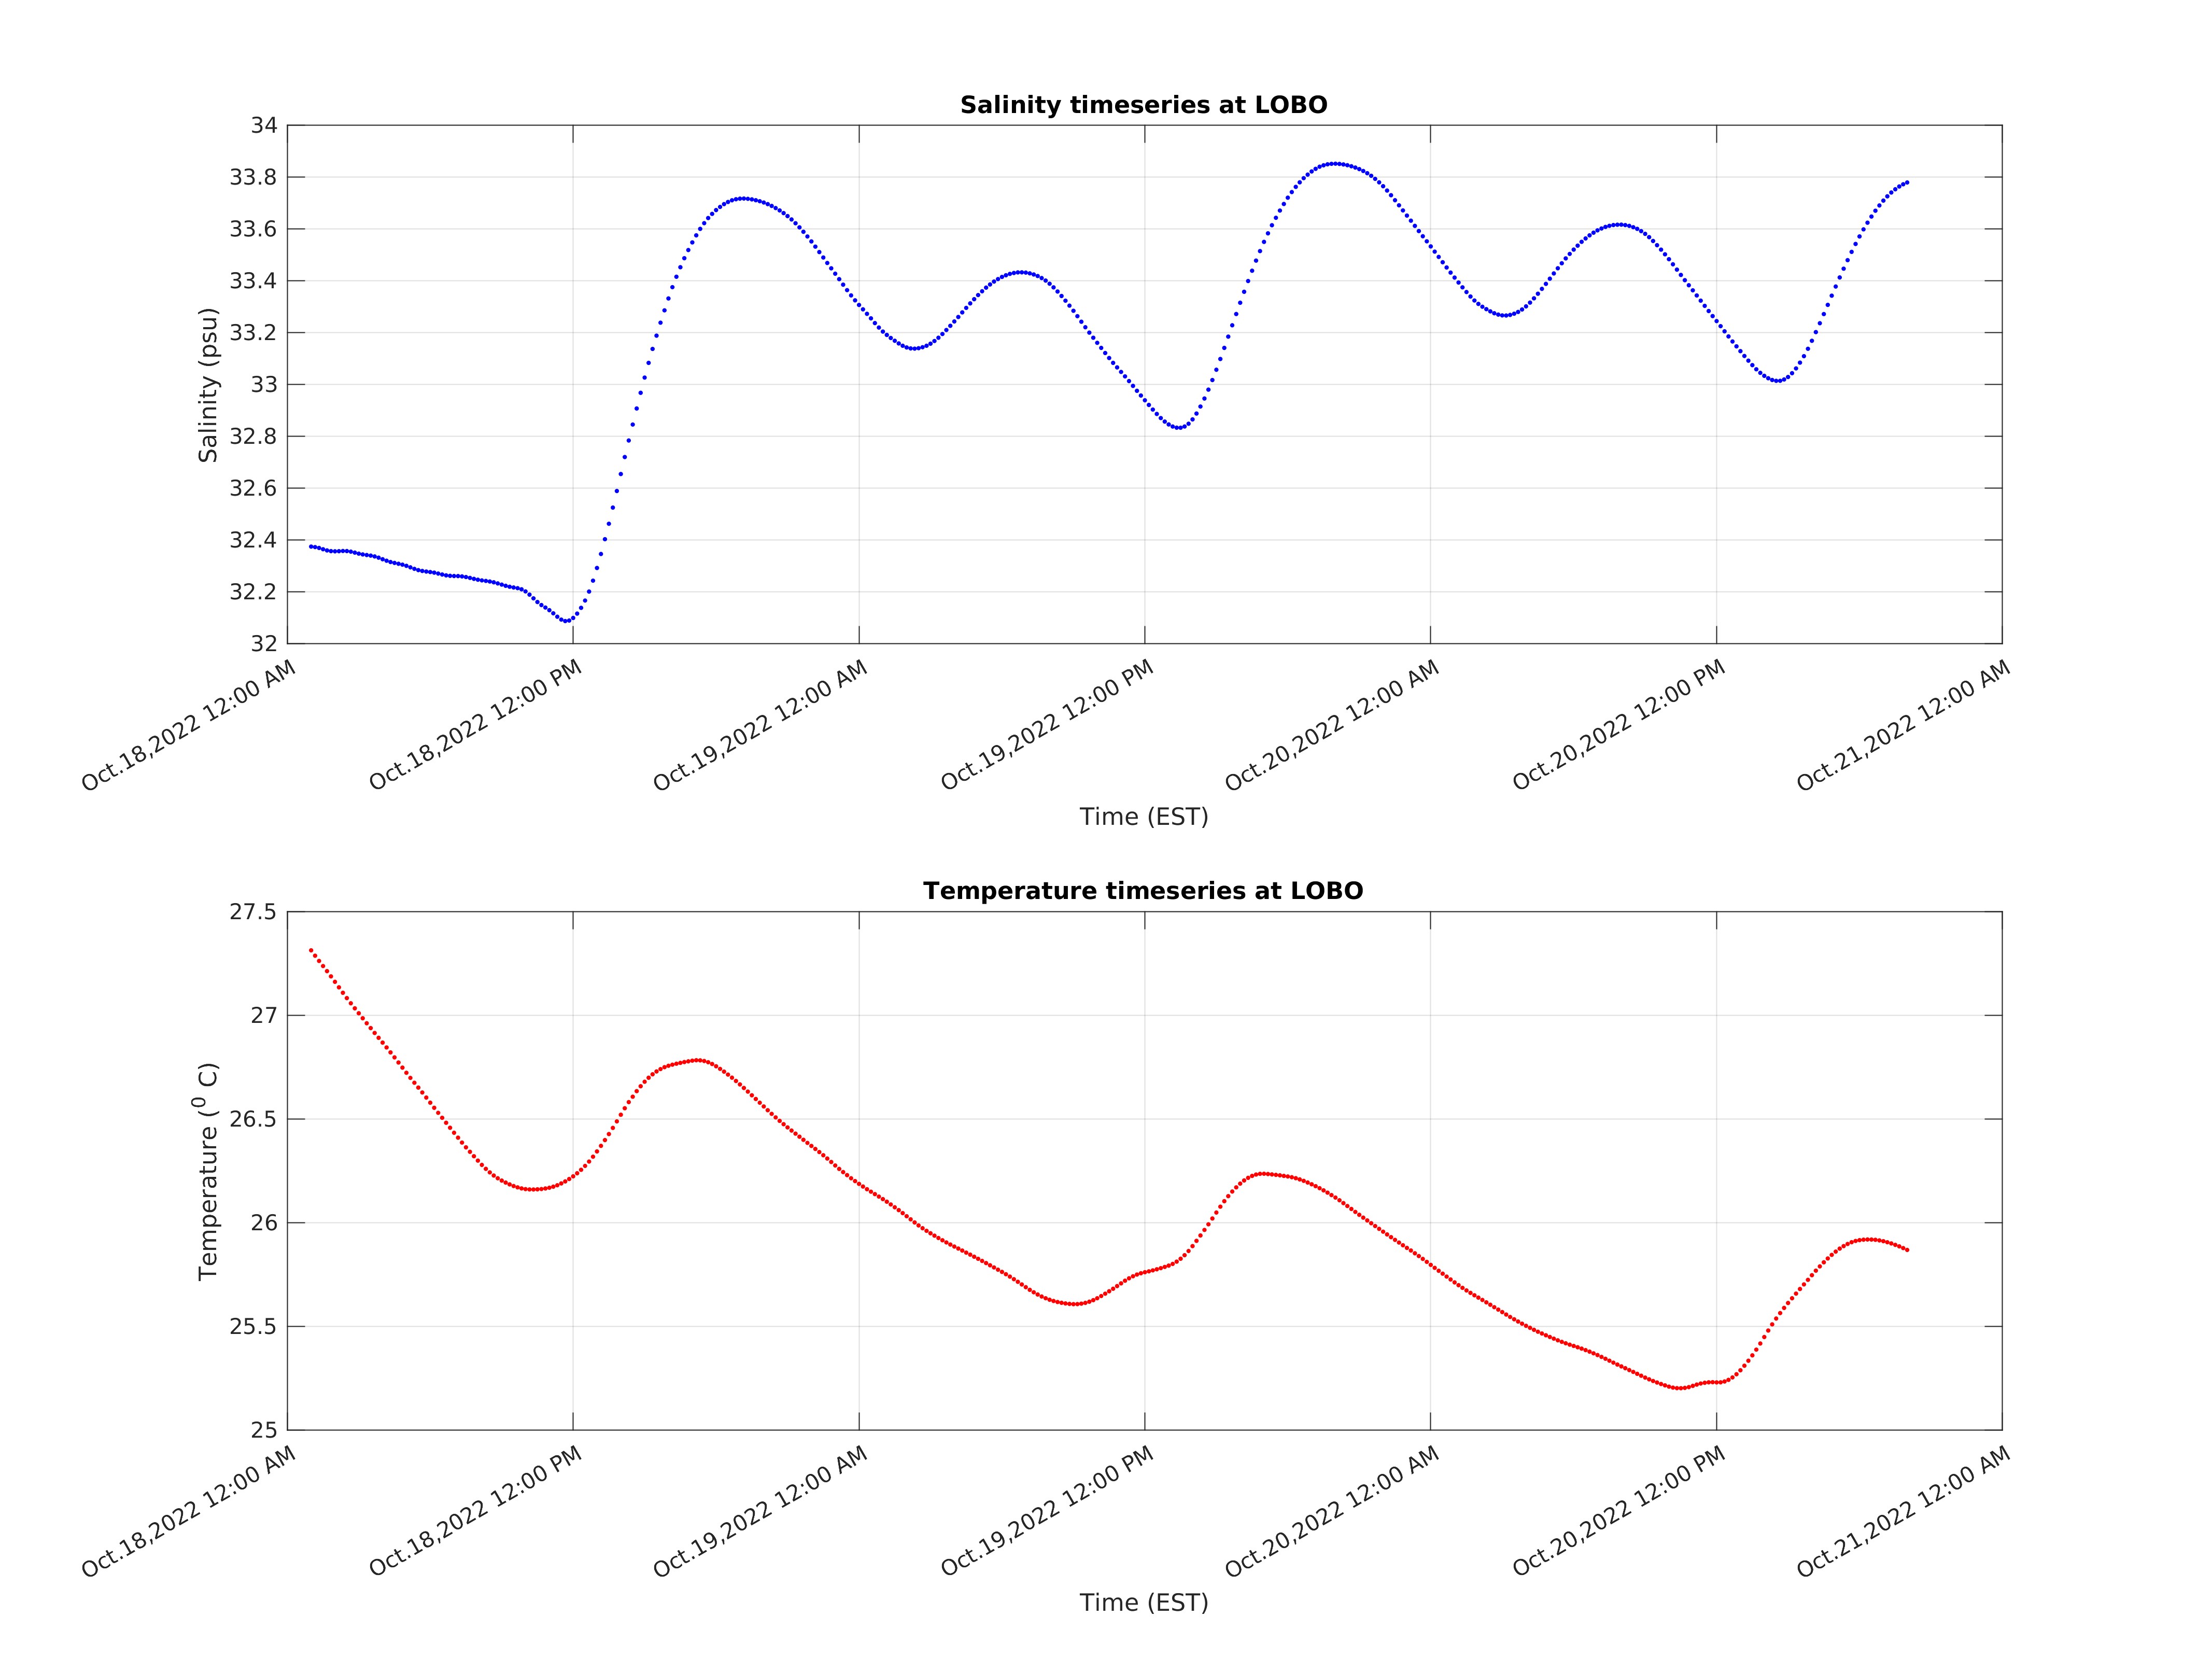 Salinity timeseries at LOBO
34
33.8
33.6
33.4
33.2
33
32.8
32.6
32.4
32.2
32
Salinity (psu)
Oct.18,2022 12:00 AM
Oct.18,2022 12:00 PM
Oct.19,2022 12:00 AM
Oct.19,2022 12:00 PM
Oct.20,2022 12:00 AM
Oct.20,2022 12:00 PM
Oct.21,2022 12:00 AM
Time (EST)
Temperature timeseries at LOBO
27.5
27
26.5
26
25.5
25
Temperature (⁰ C)
Oct.18,2022 12:00 AM
Oct.18,2022 12:00 PM
Oct.19,2022 12:00 AM
Oct.19,2022 12:00 PM
Oct.20,2022 12:00 AM
Oct.20,2022 12:00 PM
Oct.21,2022 12:00 AM
Time (EST)